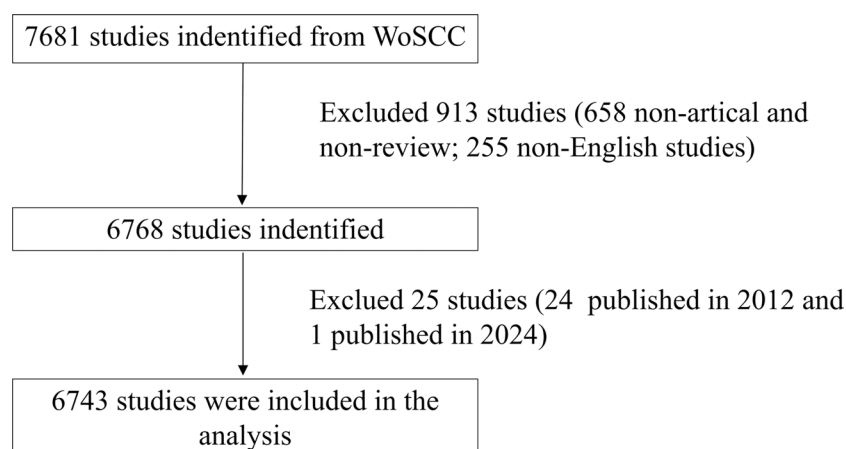 7681 studies indentified from WoSCC
Excluded 913 studies (658 non-artical and
non-review; 255 non-English studies)
6768 studies indentified
Exclued 25 studies (24 published in 2012 and
1 published in 2024)
6743 studies were included in the
analysis